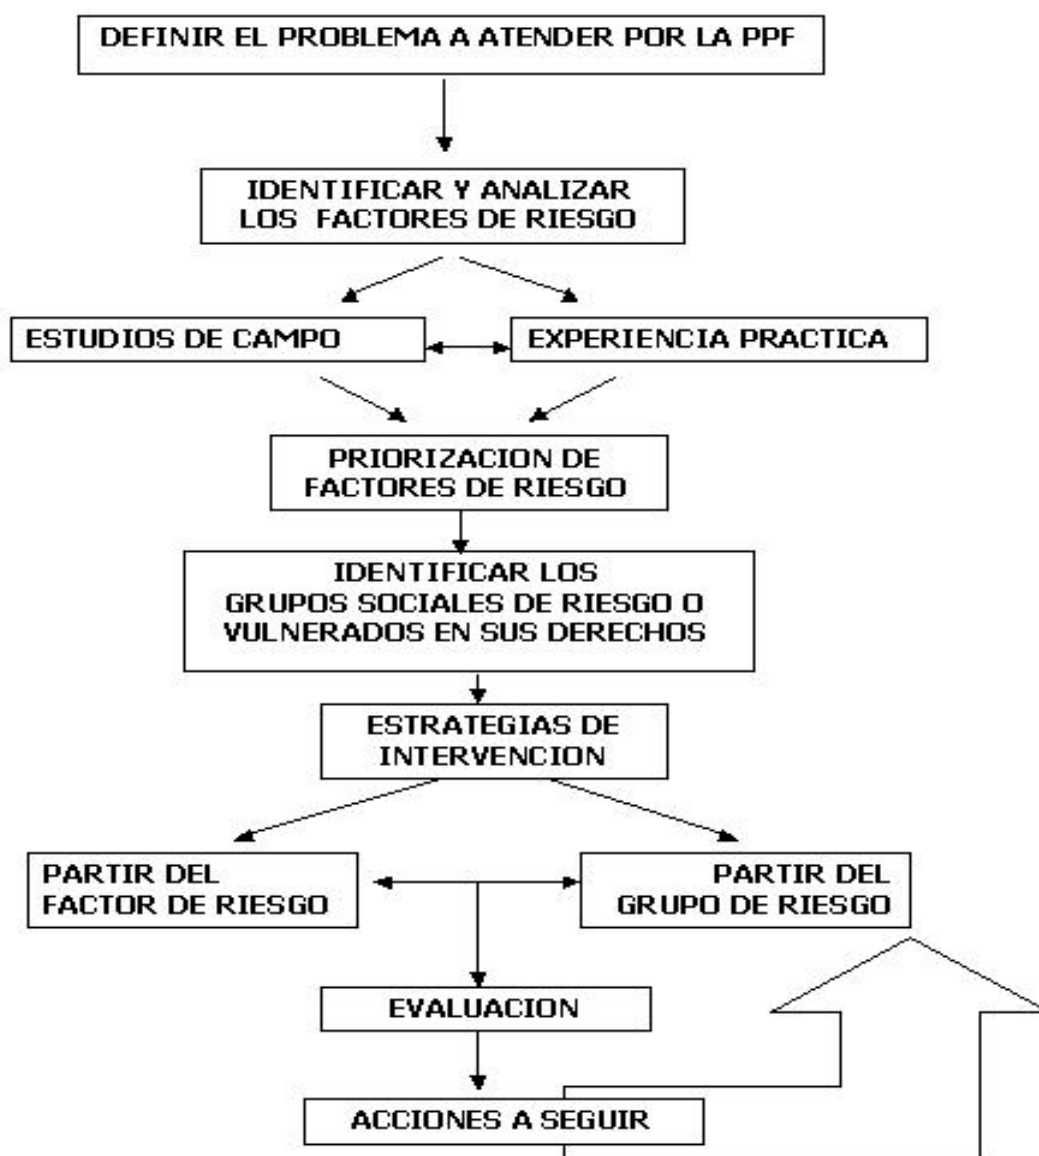 DEFINIR EL PROBLEMA A ATENDER POR LA PPF
IDENTIFICAR Y ANALIZAR
LOS FACTORES DE RIESGO
ESTUDIOS DE CAMPO
EXPERIENCIA PRACTICA
PRIORIZACION DE
FACTORES DE RIESGO
IDENTIFICAR LOS
GRUPOS SOCIALES DE RIESGO O
VULNERADOS EN SUS DERECHOS
ESTRATEGIAS DE
INTERVENCION
PARTIR DEL
FACTOR DE RIESGO
PARTIR DEL
GRUPO DE RIESGO
EVALUACION
ACCIONES A SEGUIR